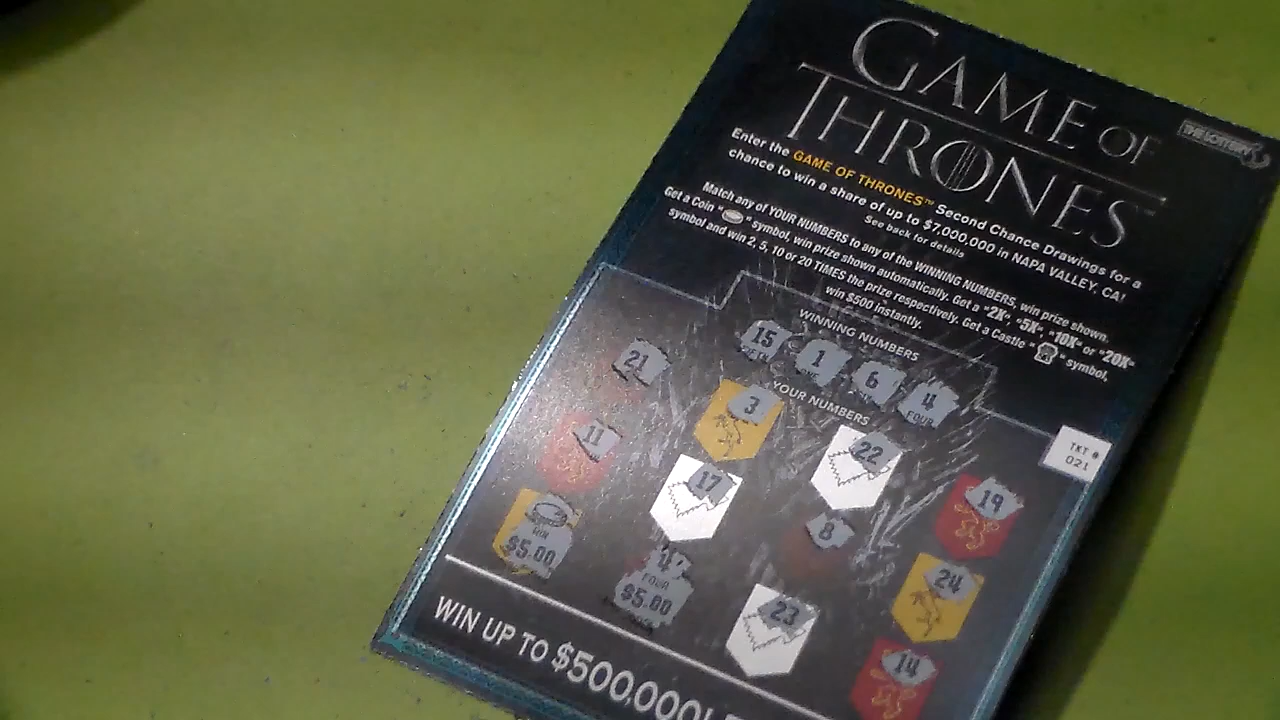 GAME OF
THRONES™
THE LOTTERY
Enter the GAME OF THRONES™ Second Chance Drawings for a
chance to win a share of up to $7,000,000 in NAPA VALLEY, CA!
See back for details
Match any of YOUR NUMBERS to any of the WINNING NUMBERS, win prize shown.
Get a Coin " " symbol, win prize shown automatically. Get a "2X", "5X", "10X" or "20X"
symbol and win 2, 5, 10 or 20 TIMES the prize respectively. Get a Castle " " symbol,
win $500 instantly.
WINNING NUMBERS
15 1 6 4
ONE FOUR
YOUR NUMBERS
21 3 22 19
11 17 8 24
WIN
$5.00
4
FOUR
$5.00
23 14
TKT #
021
WIN UP TO $500,000!